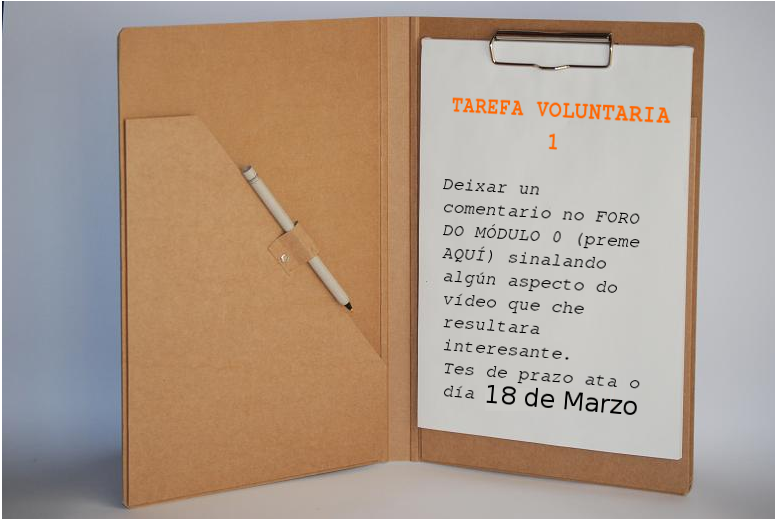 TAREFA VOLUNTARIA
1
Deixar un
comentario no FORO
DO MÓDULO 0 (preme
AQUÍ) sinalando
algún aspecto do
vídeo que che
resultara
interesante.
Tes de prazo ata o
día 18 de Marzo